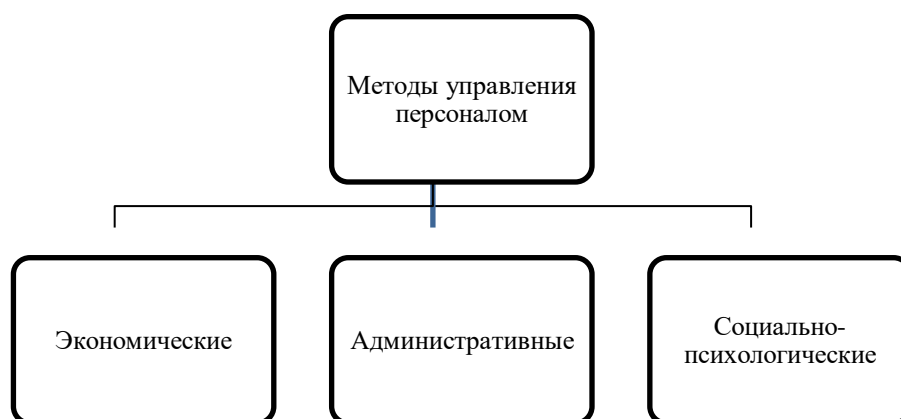 Методы управления
персоналом
Экономические
Административные
Социально-
психологические